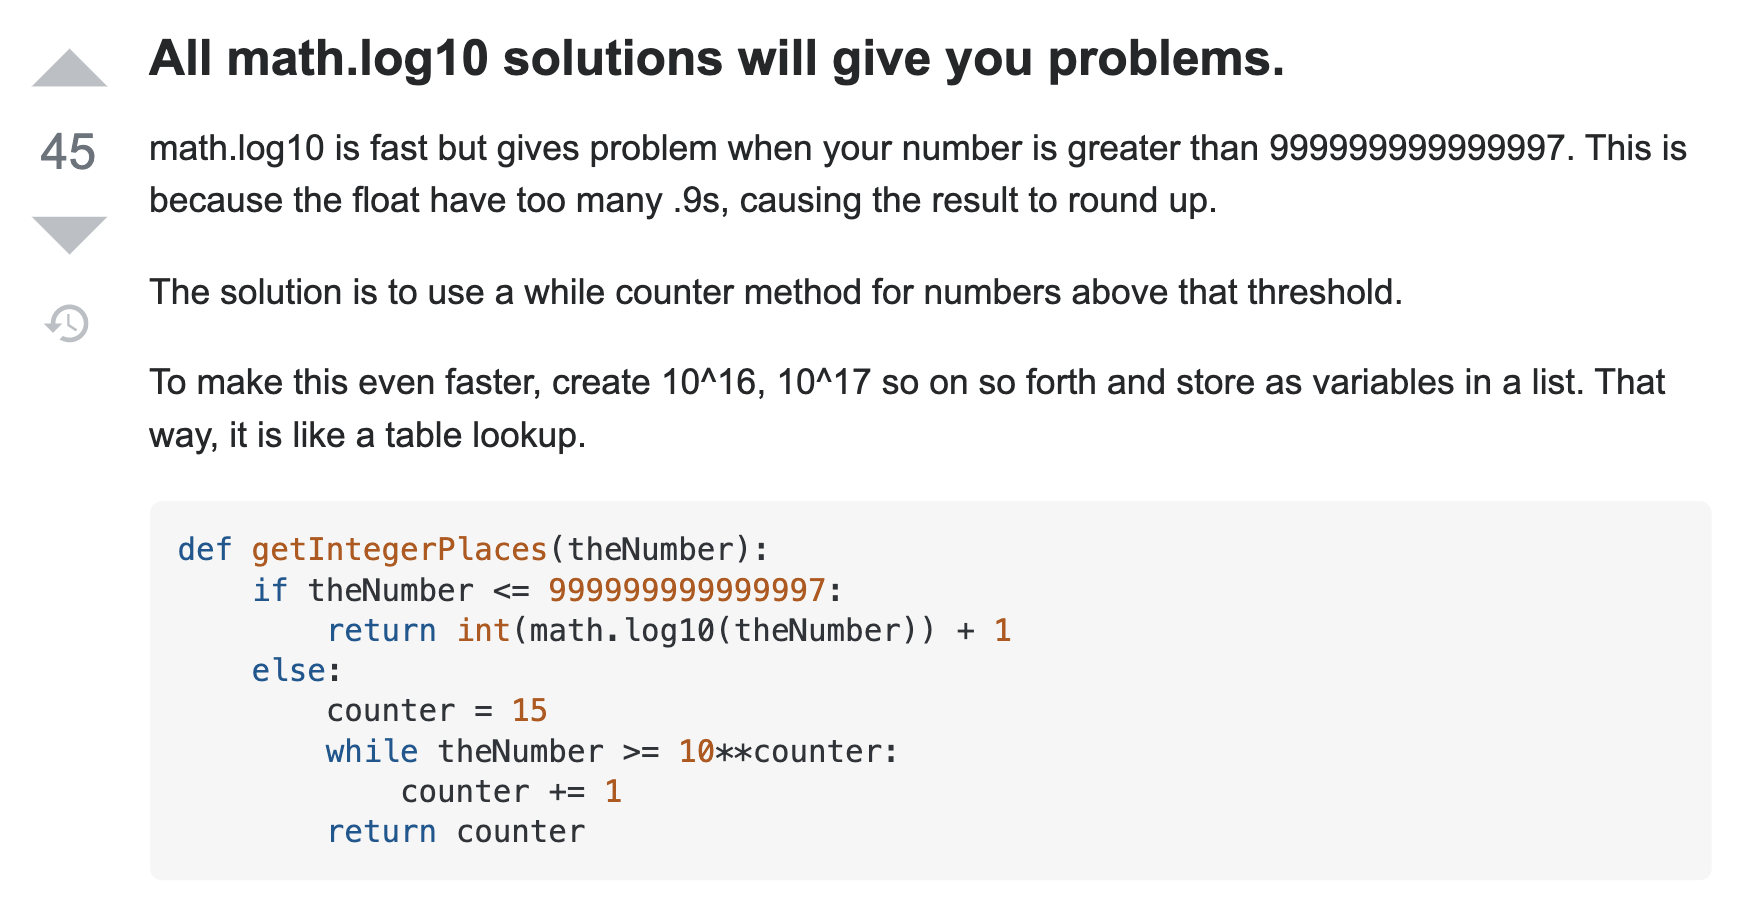 All math.log10 solutions will give you problems.
45
math.log10 is fast but gives problem when your number is greater than 999999999999997. This is
because the float have too many .9s, causing the result to round up.
The solution is to use a while counter method for numbers above that threshold.
To make this even faster, create 10^16, 10^17 so on so forth and store as variables in a list. That
way, it is like a table lookup.
def getIntegerPlaces(theNumber):
    if theNumber <= 999999999999997:
        return int(math.log10(theNumber)) + 1
    else:
        counter = 15
        while theNumber >= 10**counter:
            counter += 1
        return counter